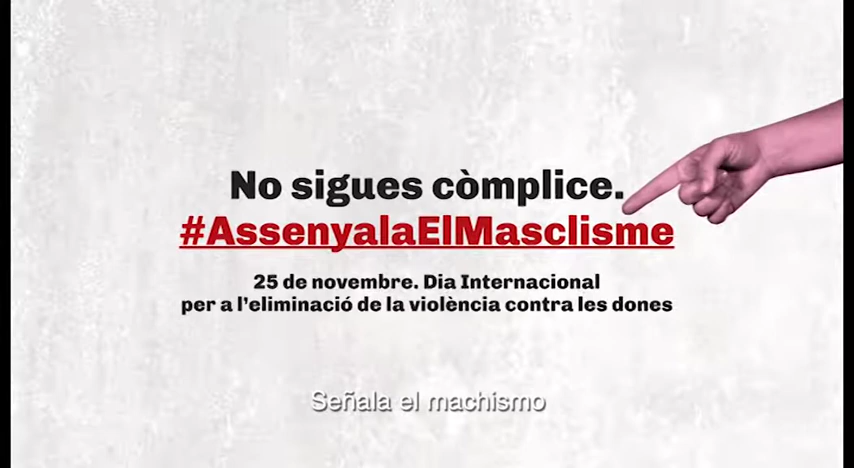 No sigues còmplice.
#AssenyalaElMasclisme
25 de novembre. Dia Internacional
per a l'eliminació de la violència contra les dones
Señala el machismo